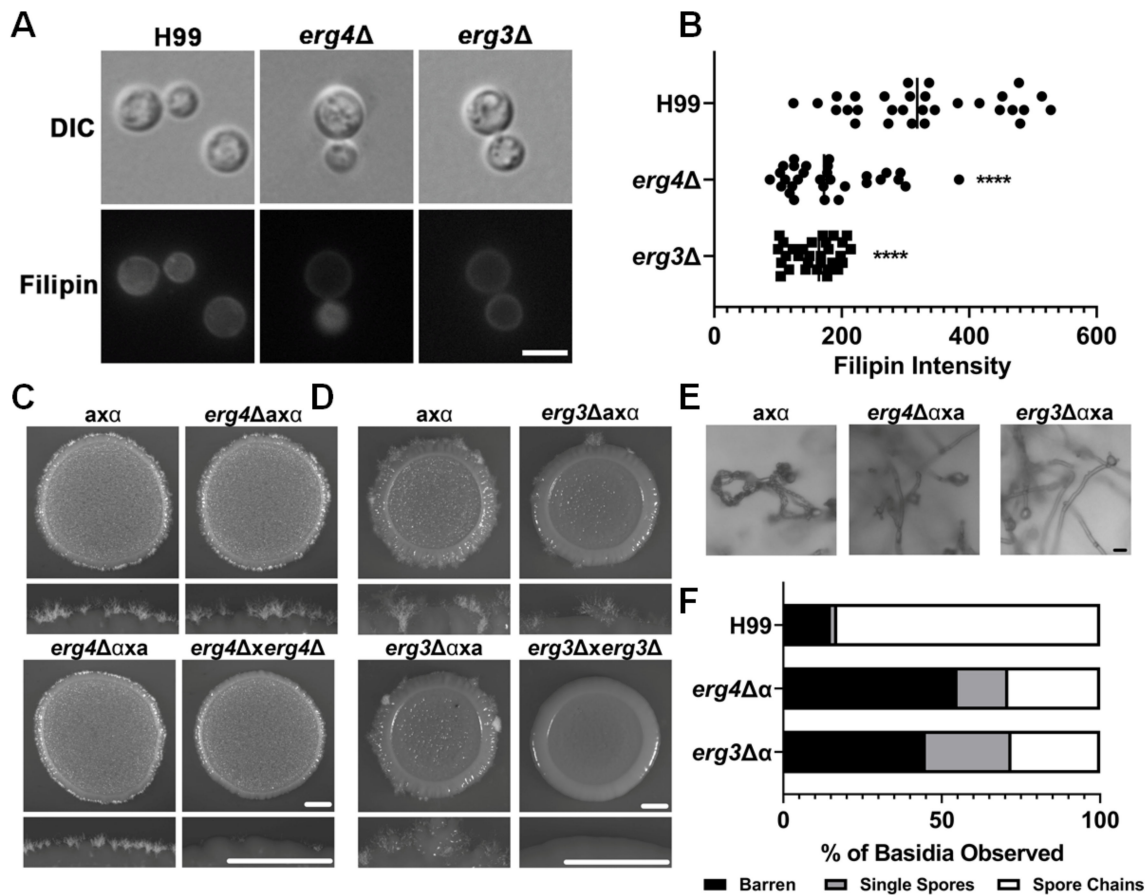 A
H99 erg4Δ erg3Δ
DIC
Filipin
B
H99
erg4Δ ****
erg3Δ ****
0 200 400 600
Filipin Intensity
C
axα erg4Δaxα
erg4Δαxa erg4Δxerg4Δ
D
axα erg3Δaxα
erg3Δαxa erg3Δxerg3Δ
E
axα erg4Δαxa erg3Δαxa
F
H99
erg4Δα
erg3Δα
0 50 100
% of Basidia Observed
Barren Single Spores Spore Chains